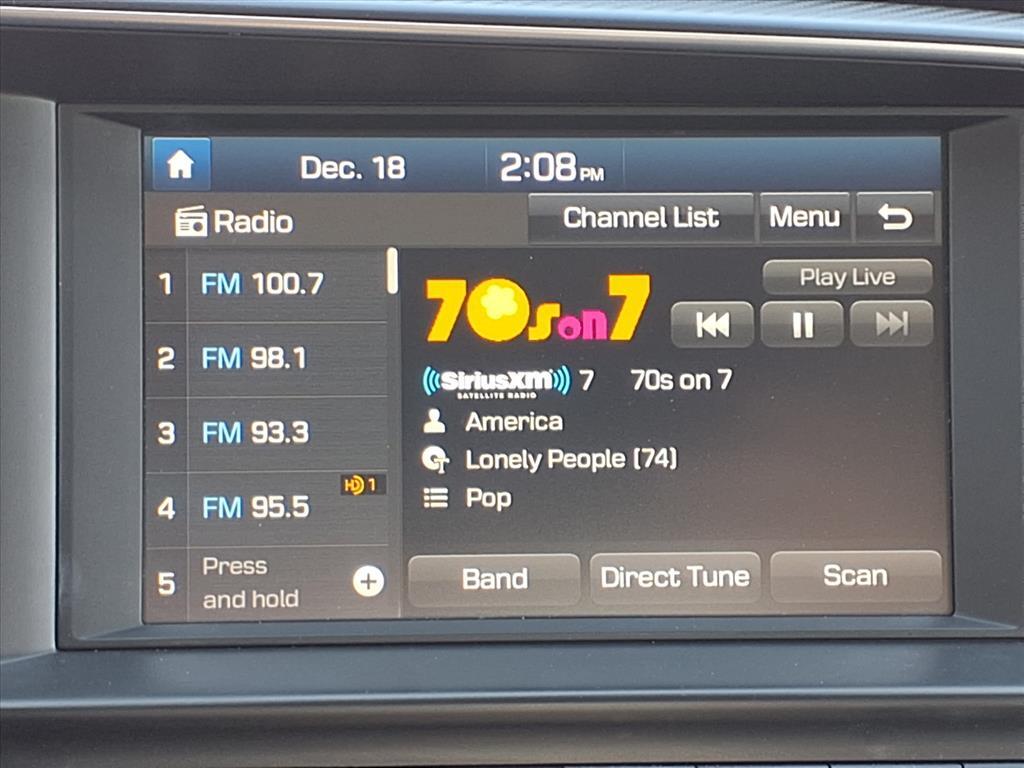 Dec. 18 2:08 PM
Radio Channel List Menu
1 FM 100.7
2 FM 98.1
3 FM 93.3
HD 1
4 FM 95.5
5 Press and hold
70s on 7
Play Live
SiriusXM 7 70s on 7
SATELLITE RADIO
America
Lonely People (74)
Pop
Band Direct Tune Scan